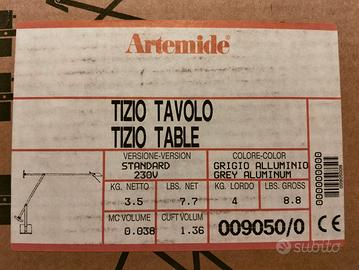 Artemide®
TIZIO TAVOLO
TIZIO TABLE
VERSIONE-VERSION
STANDARD
230V
COLORE-COLOR
GRIGIO ALLUMINIO
GREY ALUMINUM
KG. NETTO
3.5
LBS. NET
7.7
KG. LORDO
4
LBS. GROSS
8.8
MC VOLUME
0.038
CUFT VOLUM
1.36
009050/0
0000000000
CE
subito